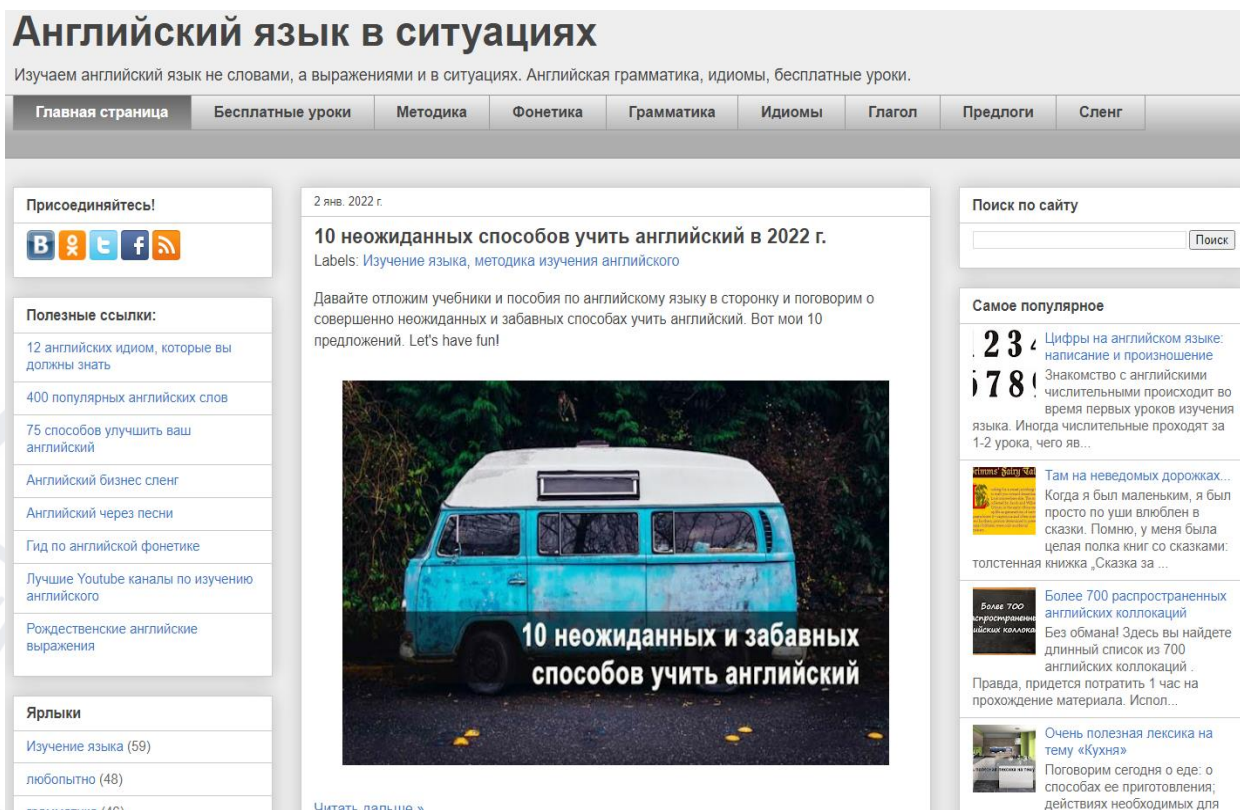 Английский язык в ситуациях
Изучаем английский язык не словами, а выражениями и в ситуациях. Английская грамматика, идиомы, бесплатные уроки.
Главная страница
Бесплатные уроки
Методика
Фонетика
Грамматика
Идиомы
Глагол
Предлоги
Сленг
Присоединяйтесь!
Полезные ссылки:
12 английских идиом, которые вы
должны знать
400 популярных английских слов
75 способов улучшить ваш
английский
Английский бизнес сленг
Английский через песни
Гид по английской фонетике
Лучшие Youtube каналы по изучению
английского
Рождественские английские
выражения
Ярлыки
Изучение языка (59)
любопытно (48)
2 янв. 2022 г.
10 неожиданных способов учить английский в 2022 г.
Labels: Изучение языка, методика изучения английского
Давайте отложим учебники и пособия по английскому языку в сторонку и поговорим о
совершенно неожиданных и забавных способах учить английский. Вот мои 10
предложений. Let's have fun!
10 неожиданных и забавных
способов учить английский
Читать дальше »
Поиск по сайту
Поиск
Самое популярное
2 3 4
7 8
Цифры на английском языке:
написание и произношение
Знакомство с английскими
числительными происходит во
время первых уроков изучения
языка. Иногда числительные проходят за
1-2 урока, чего яв...
Там на неведомых дорожках...
Когда я был маленьким, я был
просто по уши влюблен в
сказки. Помню, у меня была
целая полка книг со сказками:
толстенная книжка „Сказка за ...
Более 700
Более 700 распространенных
английских коллокаций
Без обмана! Здесь вы найдете
длинный список из 700
английских коллокаций .
Правда, придется потратить 1 час на
прохождение материала. Испол...
Очень полезная лексика на
тему «Кухня»
Поговорим сегодня о еде: о
способах ее приготовления;
действиях необходимых для